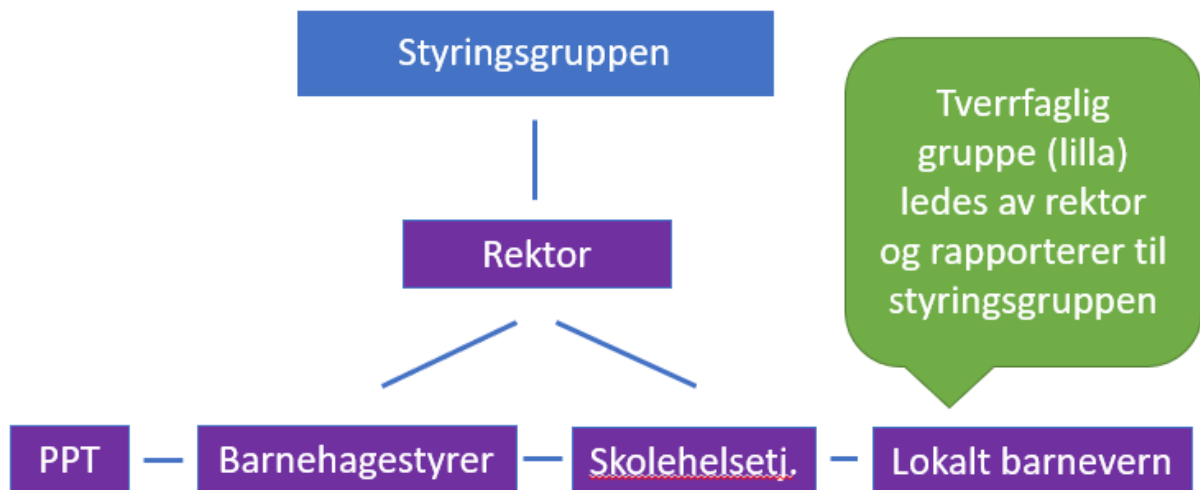 Styringsgruppen
Tverrfaglig
gruppe (lilla)
ledes av rektor
og rapporterer til
styringsgruppen
Rektor
PPT
Barnehagestyrer
Skolehelsetj.
Lokalt barnevern